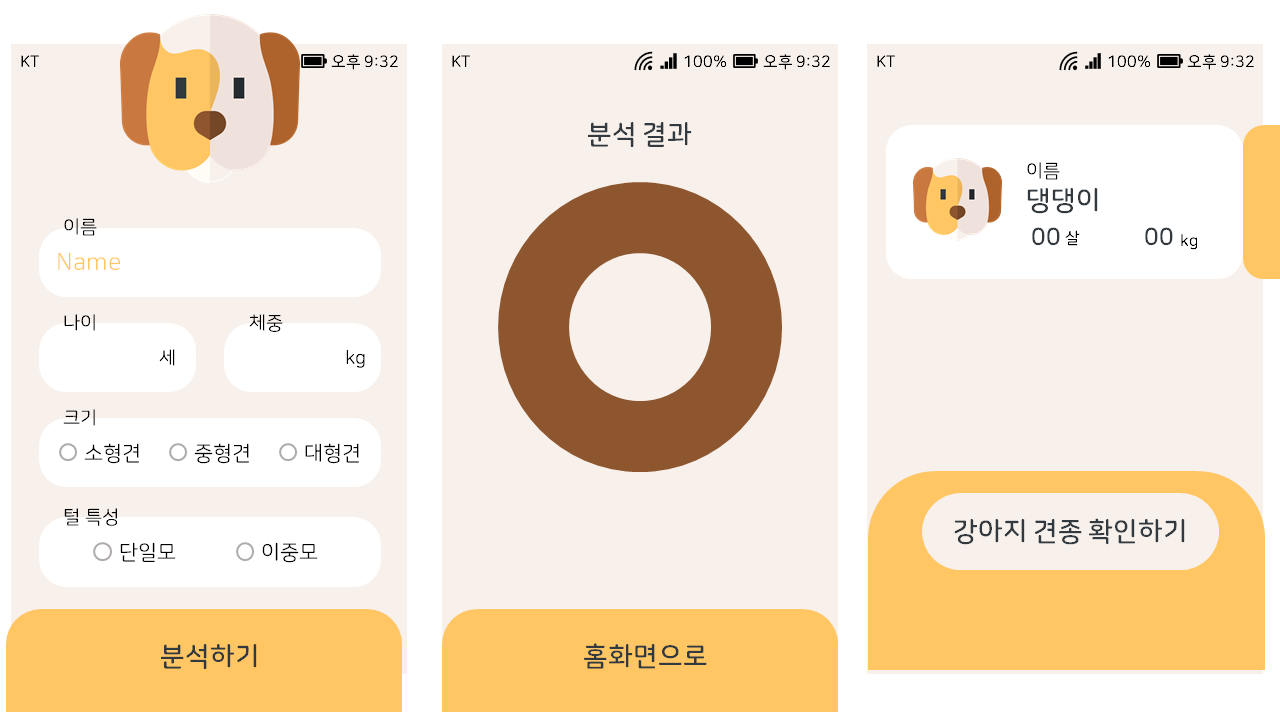 KT 오후 9:32
이름
Name
나이 체중
세 kg
크기
소형견 중형견 대형견
털 특성
단일모 이중모
분석하기
KT 100% 오후 9:32
분석 결과
홈화면으로
KT 100% 오후 9:32
이름
댕댕이
00 살 00 kg
강아지 견종 확인하기